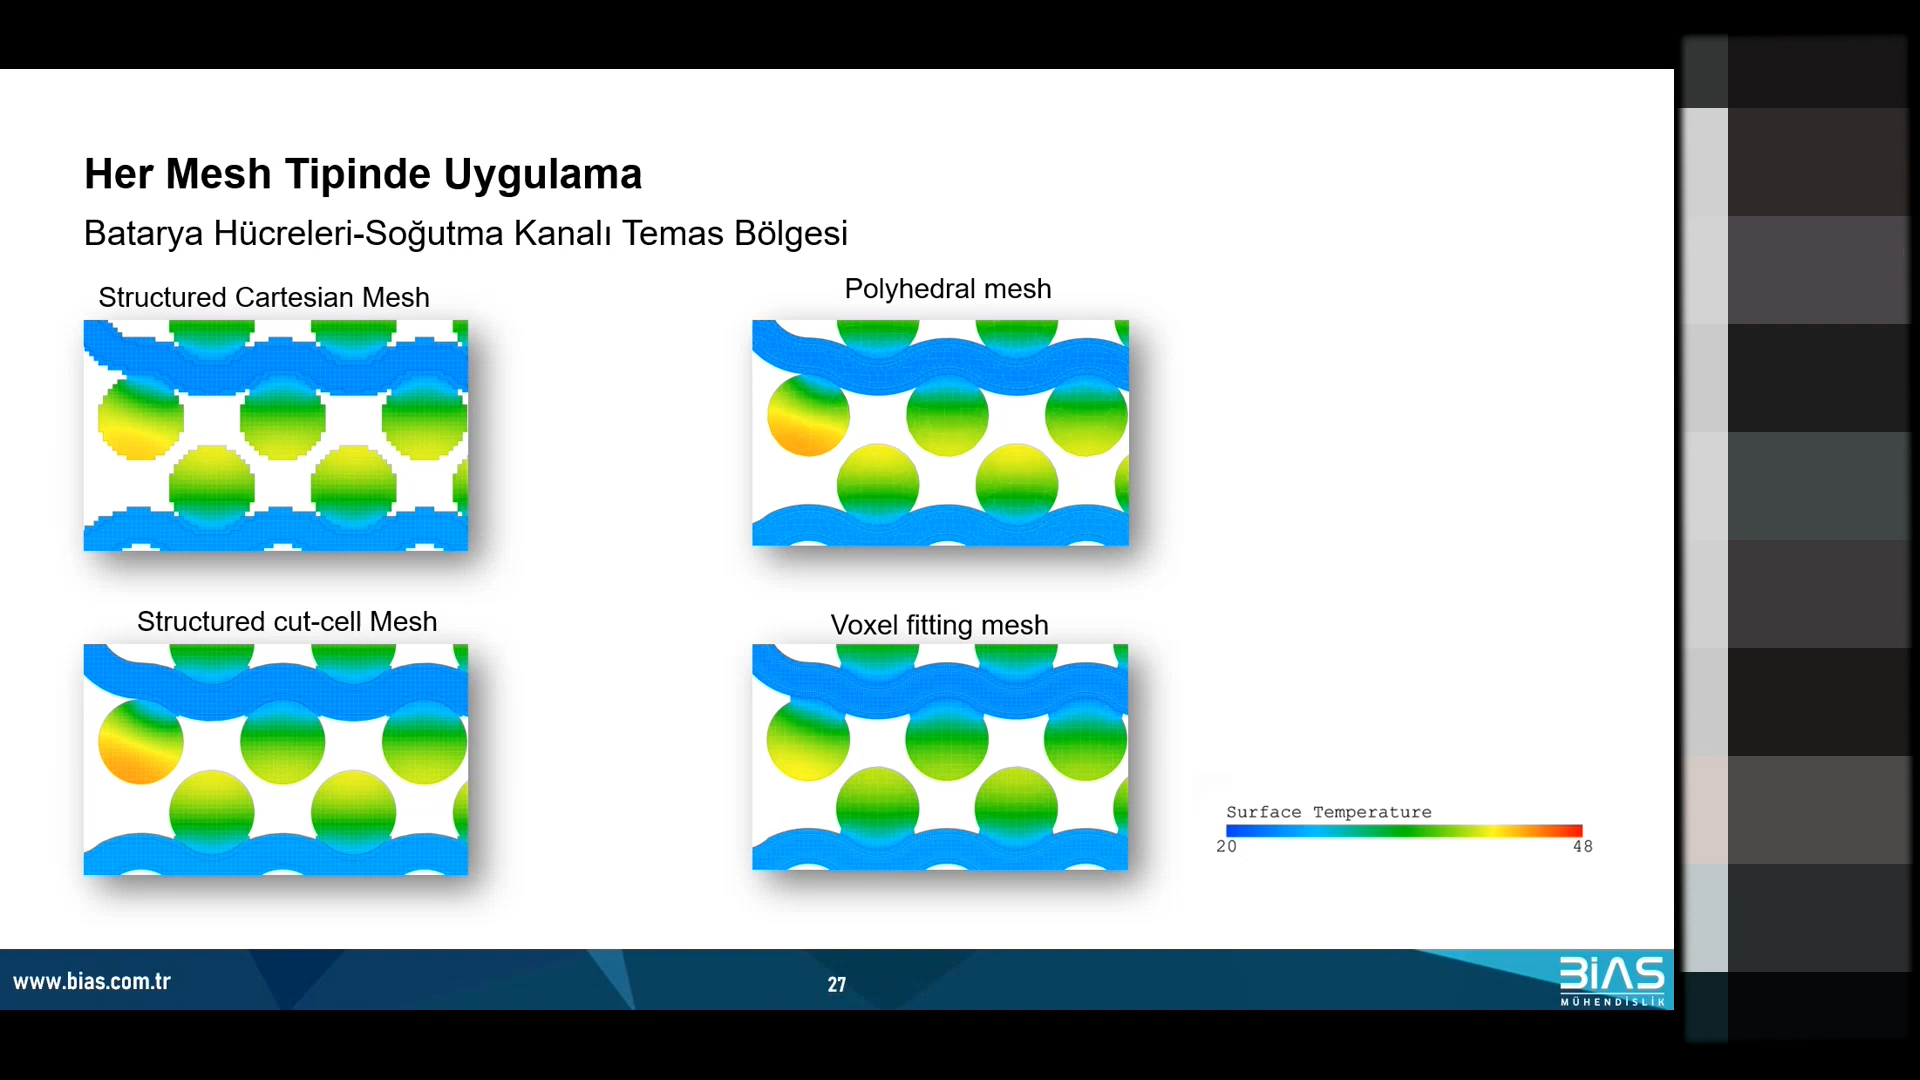 Her Mesh Tipinde Uygulama
Batarya Hücreleri-Soğutma Kanalı Temas Bölgesi
Structured Cartesian Mesh
Polyhedral mesh
Structured cut-cell Mesh
Voxel fitting mesh
Surface Temperature
20 48
www.bias.com.tr
27
BiAS
MÜHENDİSLİK